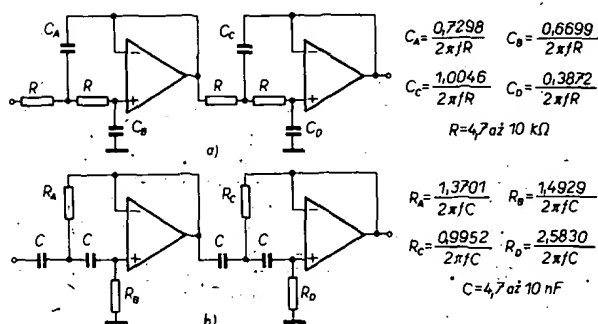 C_A
C_C
R
R
R
R
C_B
C_D
a)
C_A = 0,7298 / 2πfR
C_B = 0,6699 / 2πfR
C_C = 1,0046 / 2πfR
C_D = 0,3872 / 2πfR
R = 4,7 až 10 kΩ
R_A
R_C
C
C
C
C
R_B
R_D
b)
R_A = 1,3701 / 2πfC
R_B = 1,4929 / 2πfC
R_C = 0,9952 / 2πfC
R_D = 2,5830 / 2πfC
C = 4,7 až 10 nF